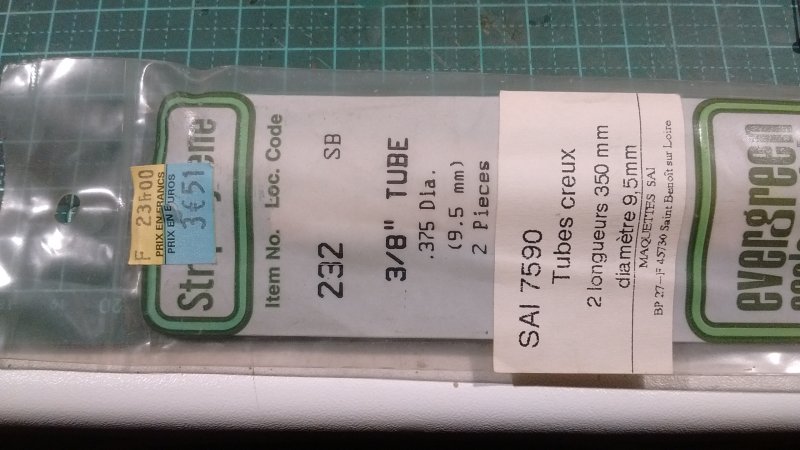 F 23F00
PRIX EN FRANCS
PRIX EN EUROS
3€51
Item No. Loc. Code
232 SB
3/8" TUBE
.375 Dia.
(9.5 mm)
2 Pieces
SAI 7590
Tubes creux
2 longueurs 350 mm
diamètre 9,5mm
MAQUETTES SAI
BP 27-F 45730 Saint Benoît sur Loire
evergreen